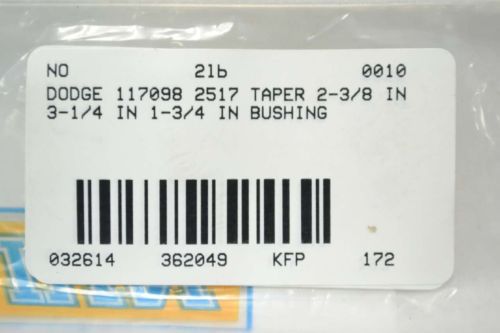 NO 21b 0010
DODGE 117098 2517 TAPER 2-3/8 IN
3-1/4 IN 1-3/4 IN BUSHING
032614 362049 KFP 172